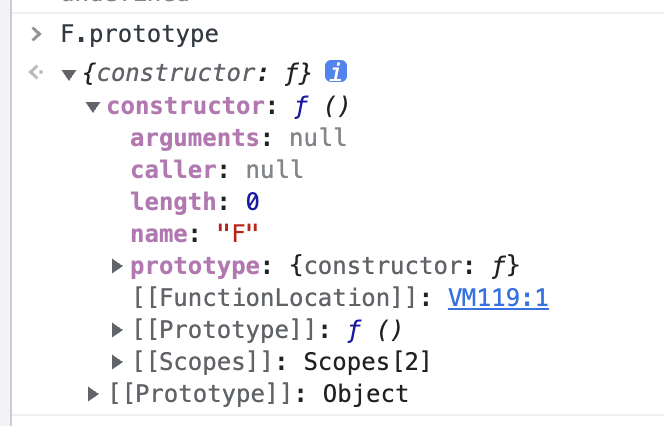 undefined
> F.prototype
{constructor: ƒ} i
constructor: ƒ ()
arguments: null
caller: null
length: 0
name: "F"
prototype: {constructor: ƒ}
[[FunctionLocation]]: VM119:1
[[Prototype]]: ƒ ()
[[Scopes]]: Scopes[2]
[[Prototype]]: Object